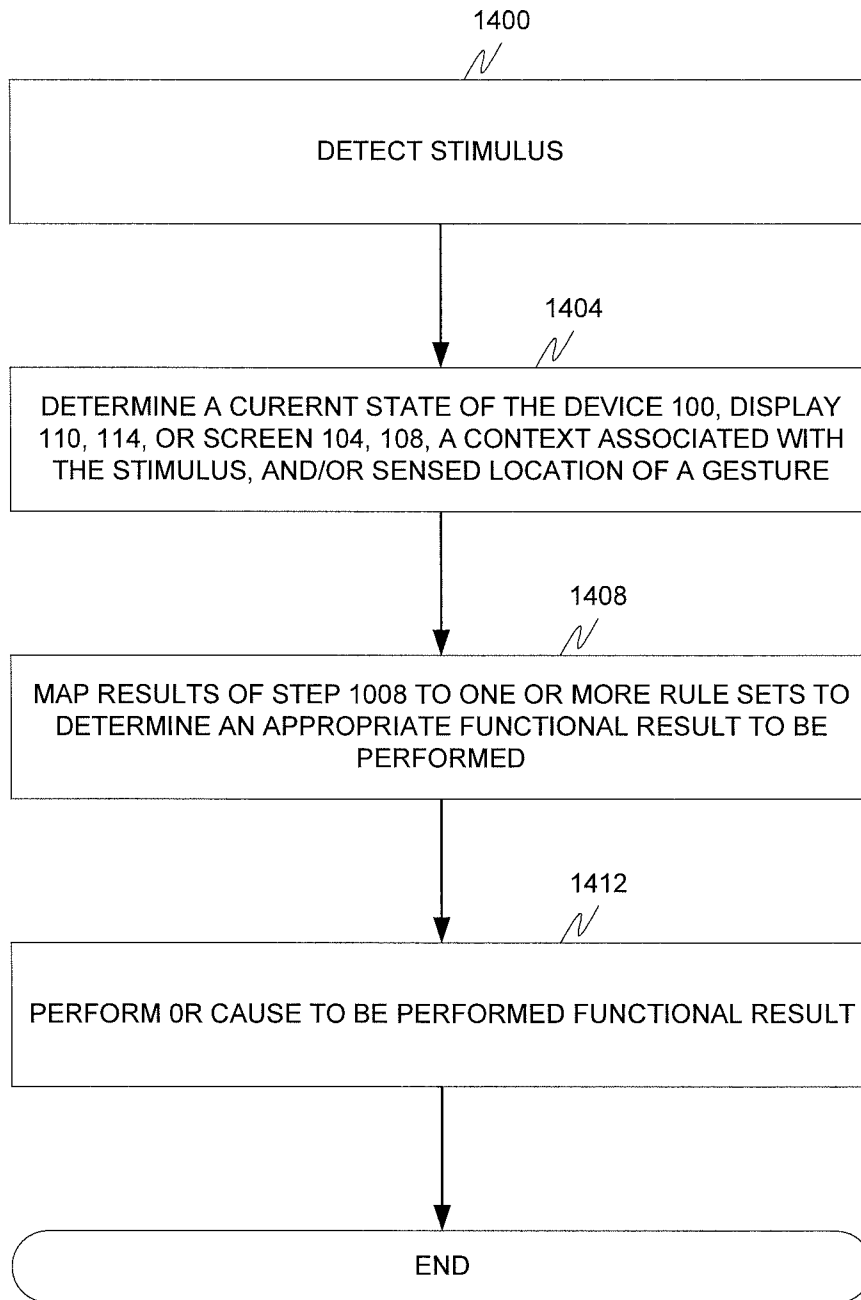 1400
DETECT STIMULUS
1404
DETERMINE A CURERNT STATE OF THE DEVICE 100, DISPLAY
110, 114, OR SCREEN 104, 108, A CONTEXT ASSOCIATED WITH
THE STIMULUS, AND/OR SENSED LOCATION OF A GESTURE
1408
MAP RESULTS OF STEP 1008 TO ONE OR MORE RULE SETS TO
DETERMINE AN APPROPRIATE FUNCTIONAL RESULT TO BE
PERFORMED
1412
PERFORM 0R CAUSE TO BE PERFORMED FUNCTIONAL RESULT
END